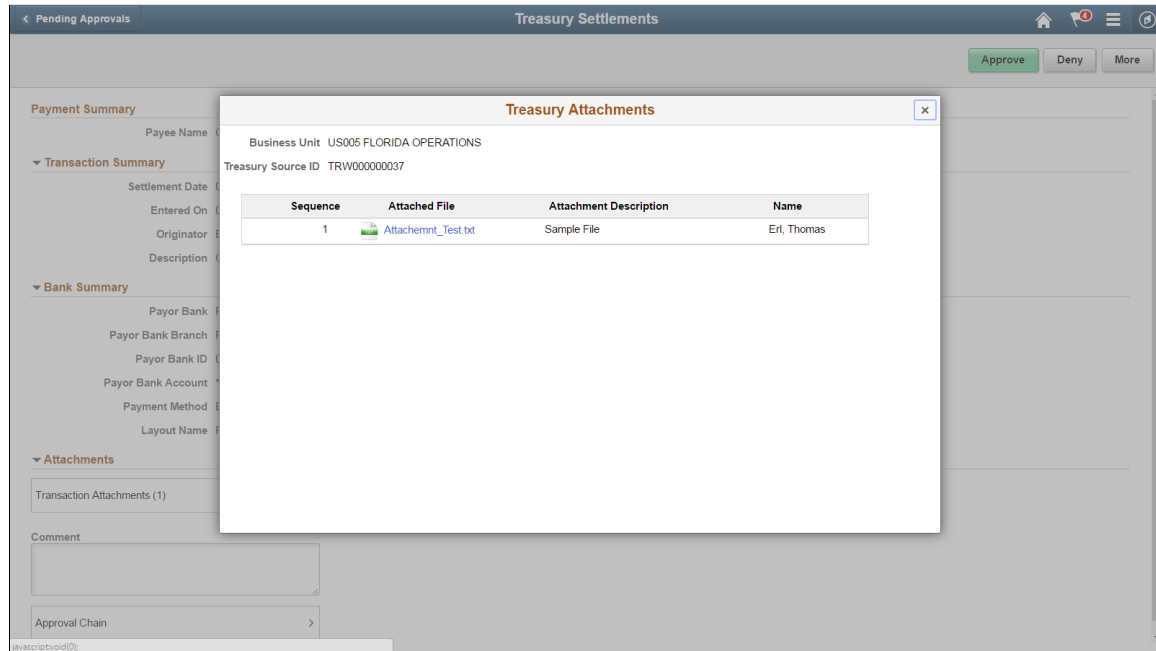 Pending Approvals
Treasury Settlements
4
Approve
Deny
More
Payment Summary
Payee Name
Transaction Summary
Settlement Date
Entered On
Originator
Description
Bank Summary
Payor Bank
Payor Bank Branch
Payor Bank ID
Payor Bank Account *
Payment Method
Layout Name
Attachments
Transaction Attachments (1)
Comment
Approval Chain
javascript:void(0);
Treasury Attachments
Business Unit US005 FLORIDA OPERATIONS
Treasury Source ID TRW000000037
Sequence Attached File Attachment Description Name
1 TXT Attachemnt_Test.txt Sample File Erl, Thomas